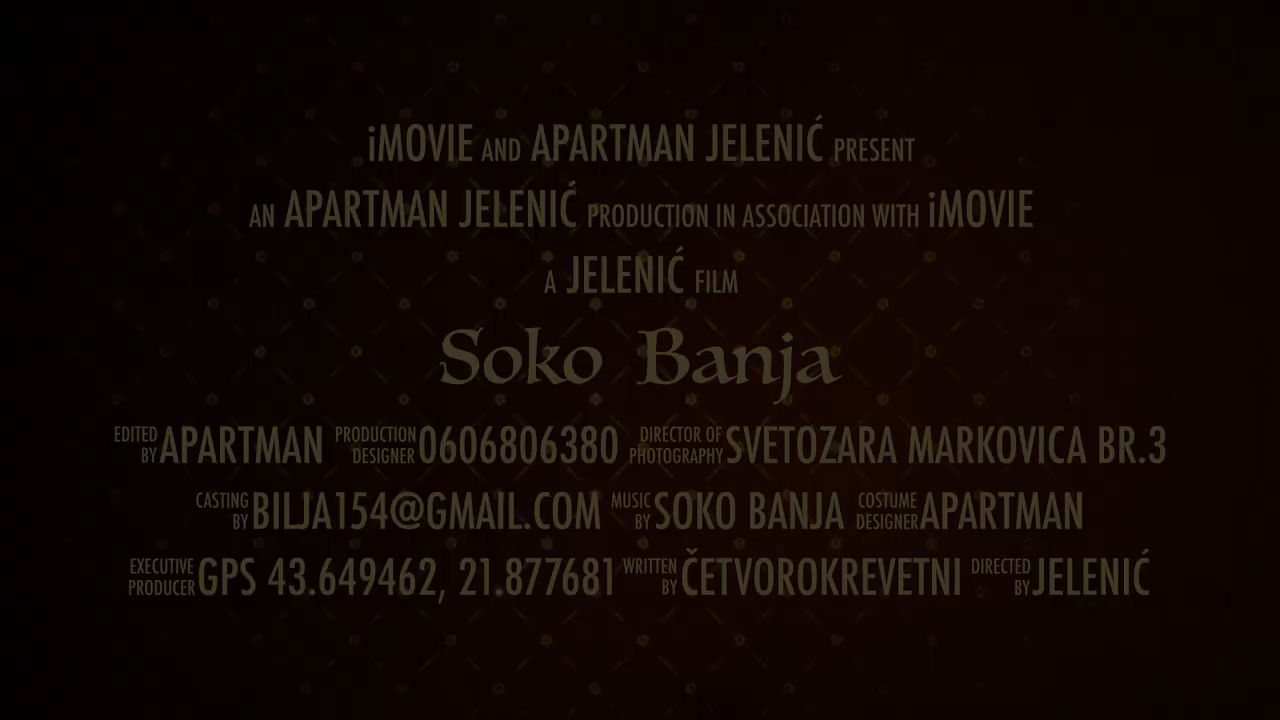 iMOVIE AND APARTMAN JELENIĆ PRESENT
AN APARTMAN JELENIĆ PRODUCTION IN ASSOCIATION WITH iMOVIE
A JELENIĆ FILM
Soko Banja
EDITED BY APARTMAN PRODUCTION DESIGNER 0606806380 DIRECTOR OF PHOTOGRAPHY SVETOZARA MARKOVICA BR.3
CASTING BY BILJA154@GMAIL.COM MUSIC BY SOKO BANJA COSTUME DESIGNER APARTMAN
EXECUTIVE PRODUCER GPS 43.649462, 21.877681 WRITTEN BY ČETVOROKREVETNI DIRECTED BY JELENIĆ